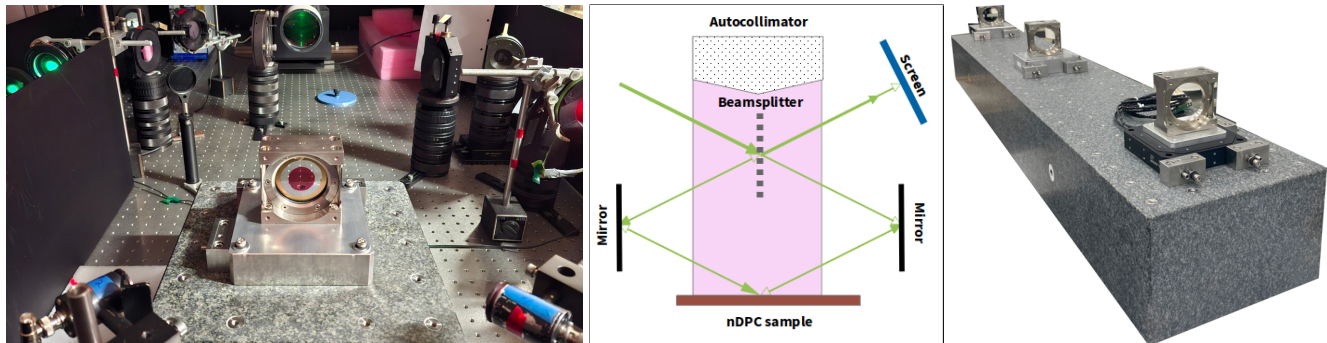 Autocollimator
Screen
Beamsplitter
Mirror
Mirror
nDPC sample